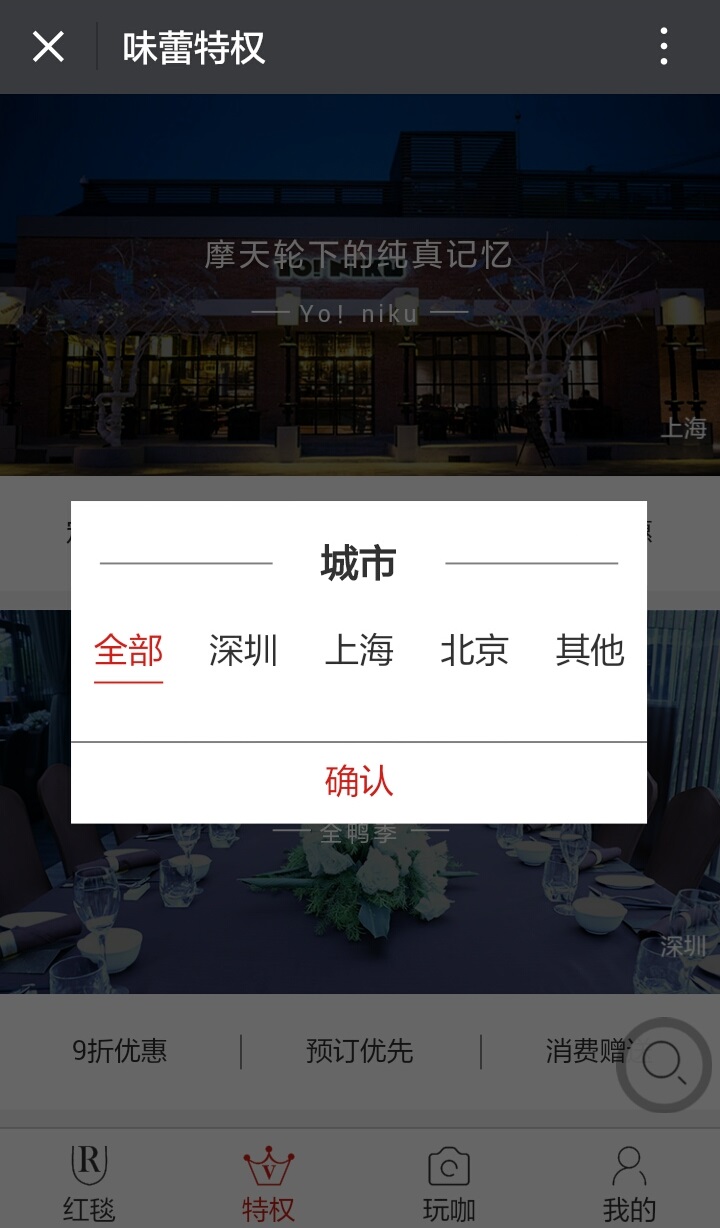 味蕾特权
摩天轮下的纯真记忆
Yo! niku
上海
惠
城市
全部 深圳 上海 北京 其他
确认
全鸭季
深圳
9折优惠 预订优先 消费赠送
R
V
红毯 特权 玩咖 我的